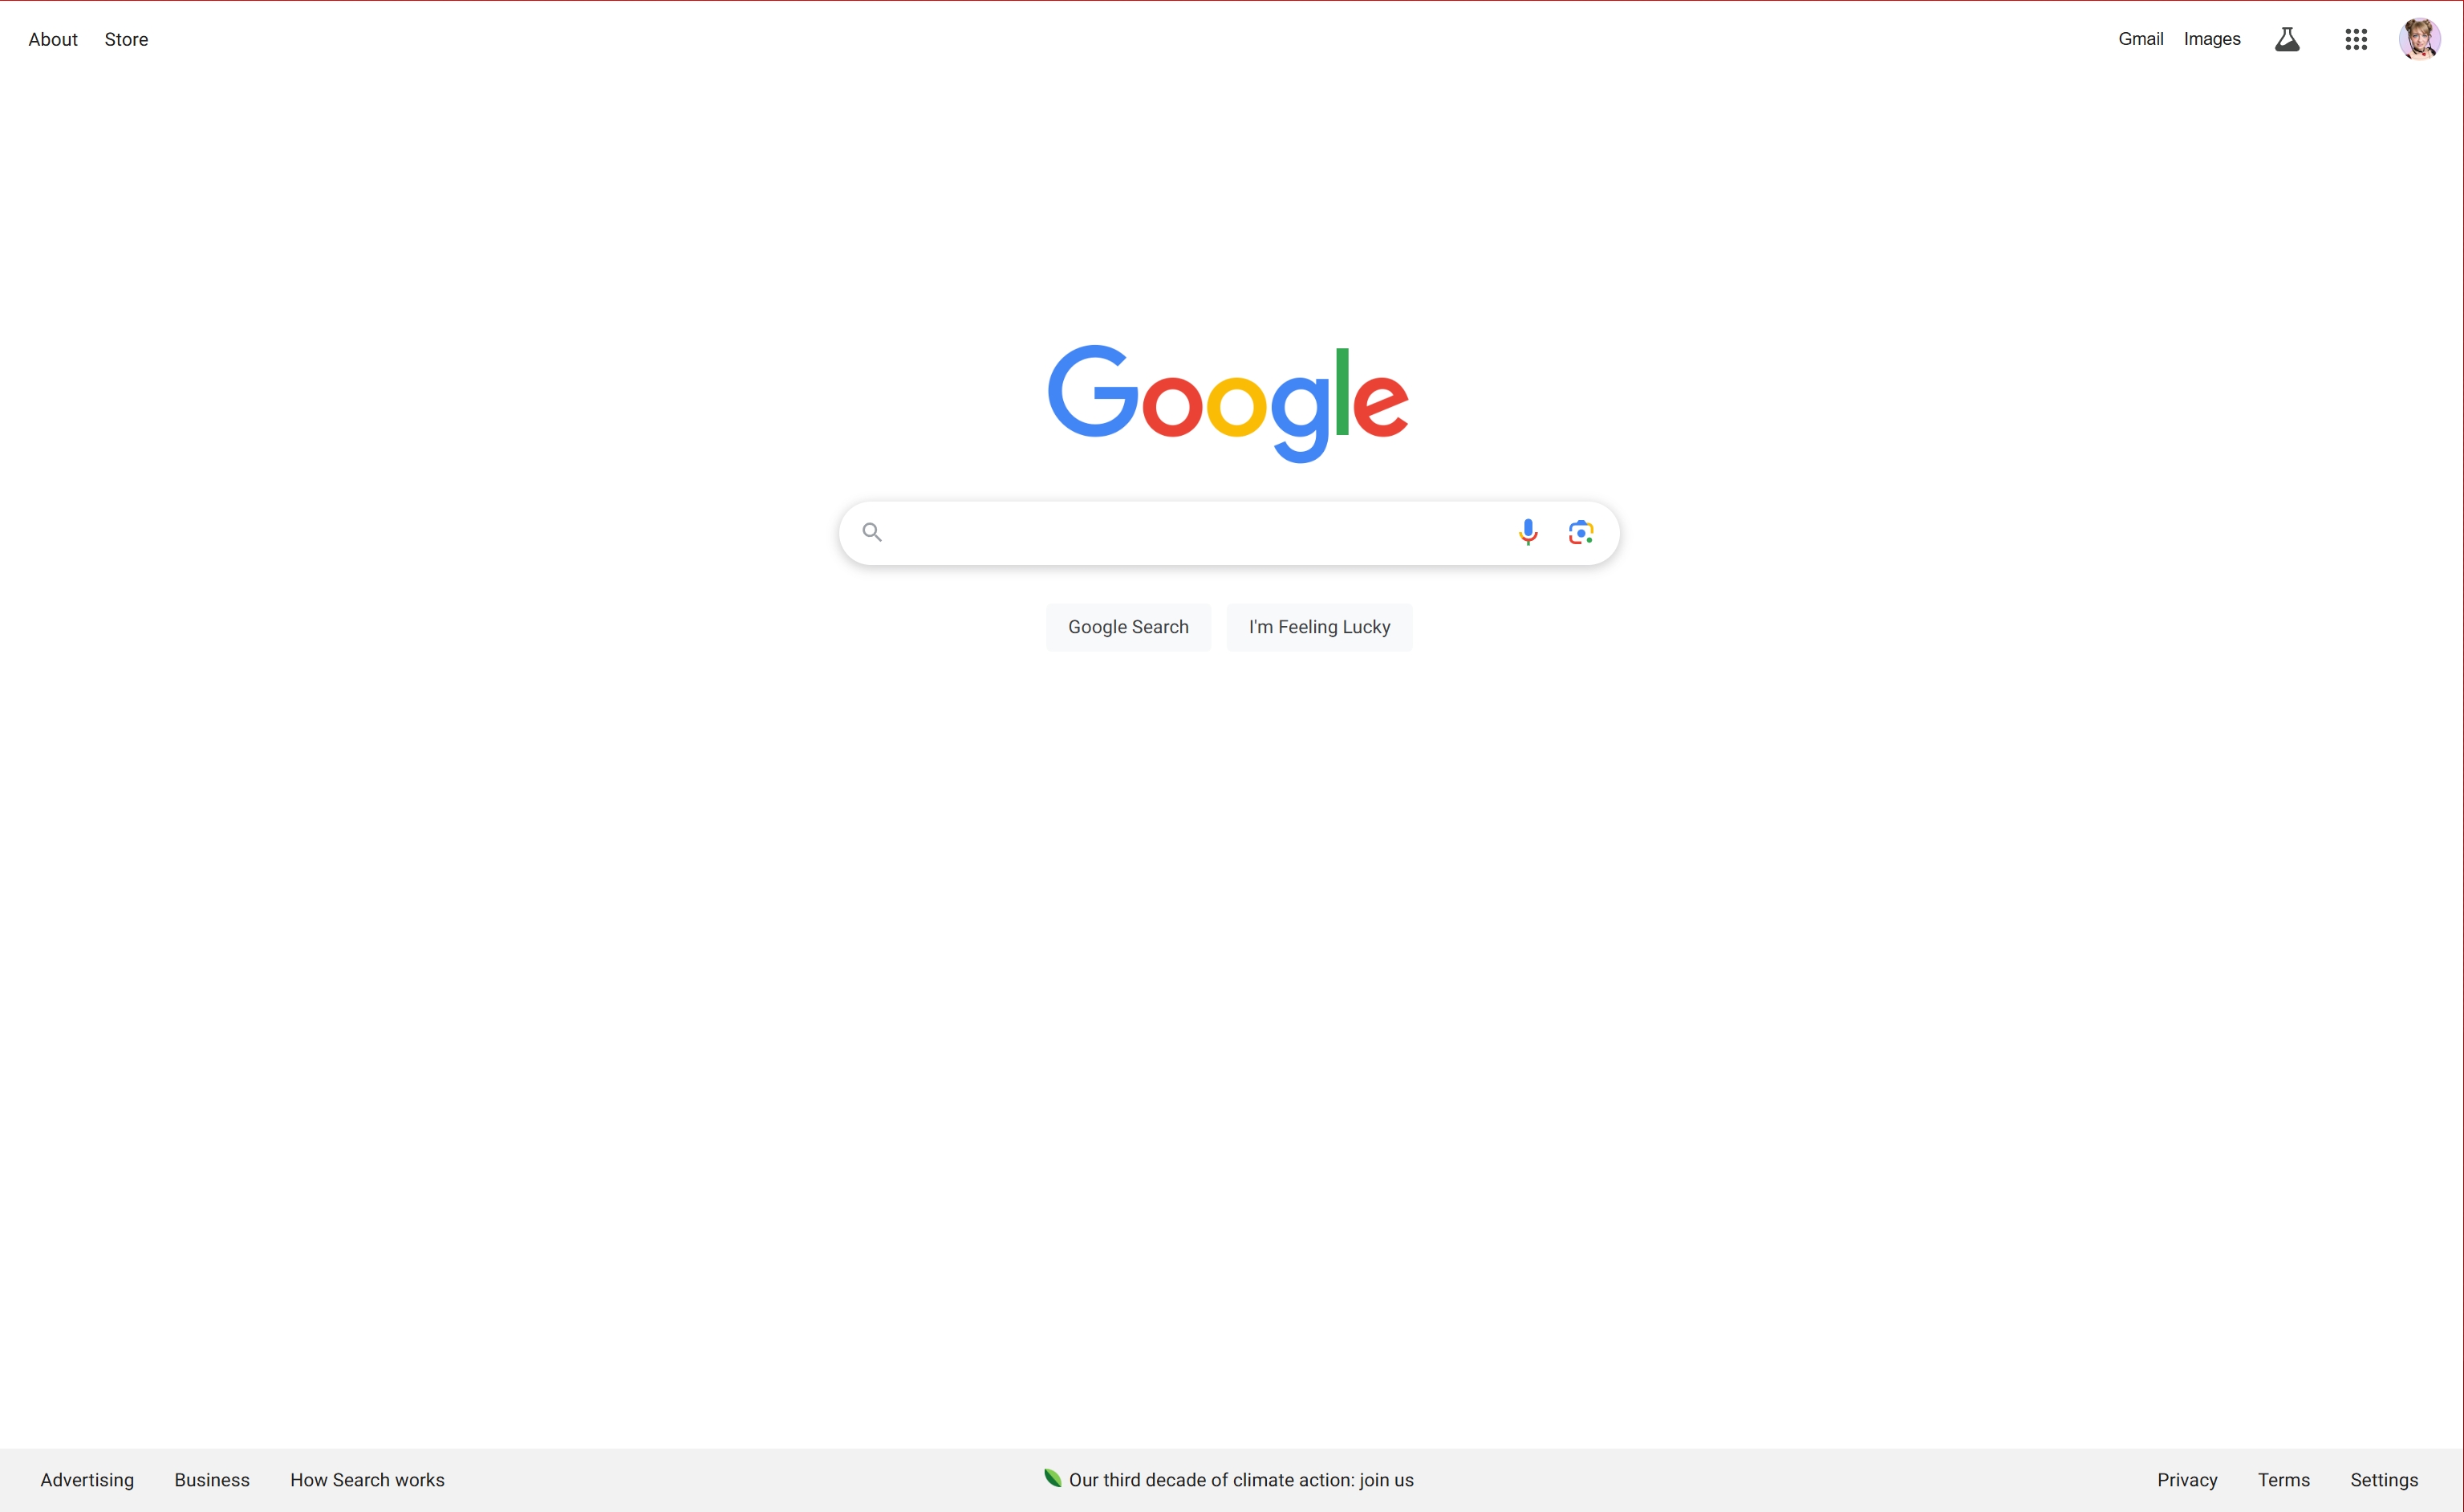 About Store
Gmail Images
Google
Google Search I'm Feeling Lucky
Advertising Business How Search works
Our third decade of climate action: join us
Privacy Terms Settings